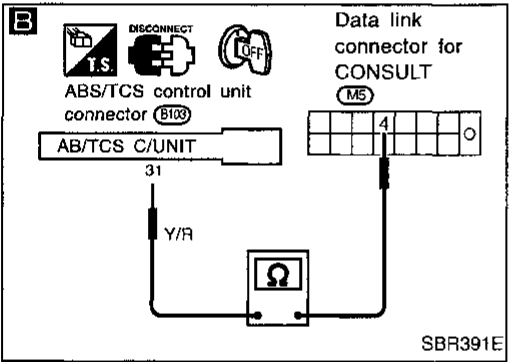 B
T.S.
DISCONNECT
OFF
ABS/TCS control unit
connector B103
Data link
connector for
CONSULT
M5
AB/TCS C/UNIT
31
4
Y/R
Ω
SBR391E